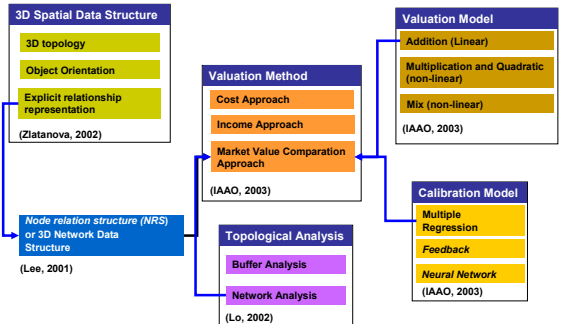 3D Spatial Data Structure
3D topology
Object Orientation
Explicit relationship
representation
(Zlatanova, 2002)
Node relation structure (NRS)
or 3D Network Data
Structure
(Lee, 2001)
Valuation Method
Cost Approach
Income Approach
Market Value Comparation
Approach
(IAAO, 2003)
Topological Analysis
Buffer Analysis
Network Analysis
(Lo, 2002)
Valuation Model
Addition (Linear)
Multiplication and Quadratic
(non-linear)
Mix (non-linear)
(IAAO, 2003)
Calibration Model
Multiple
Regression
Feedback
Neural Network
(IAAO, 2003)